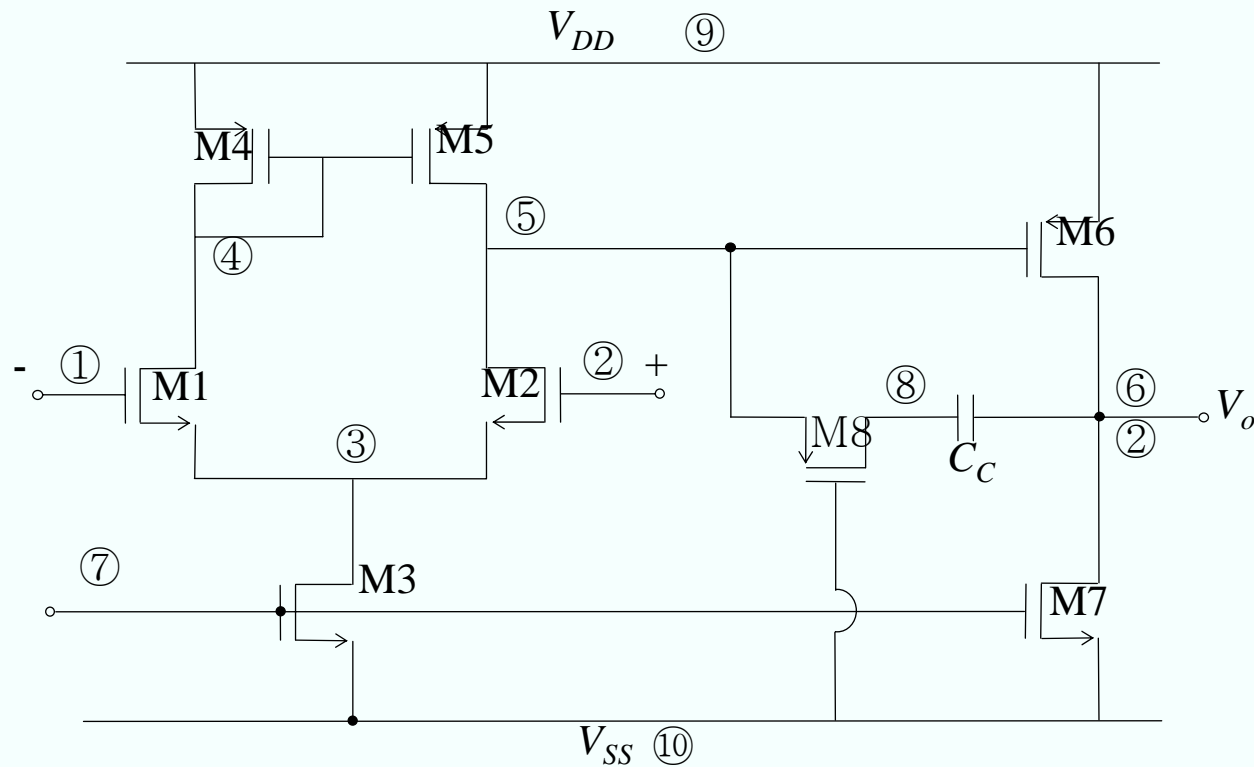 V_DD ⑨
M4 M5
⑤
④
M6
- ① M1 M2 ② +
⑧ ⑥ V_o
M8 ②
③ C_C
⑦
M3 M7
V_SS ⑩